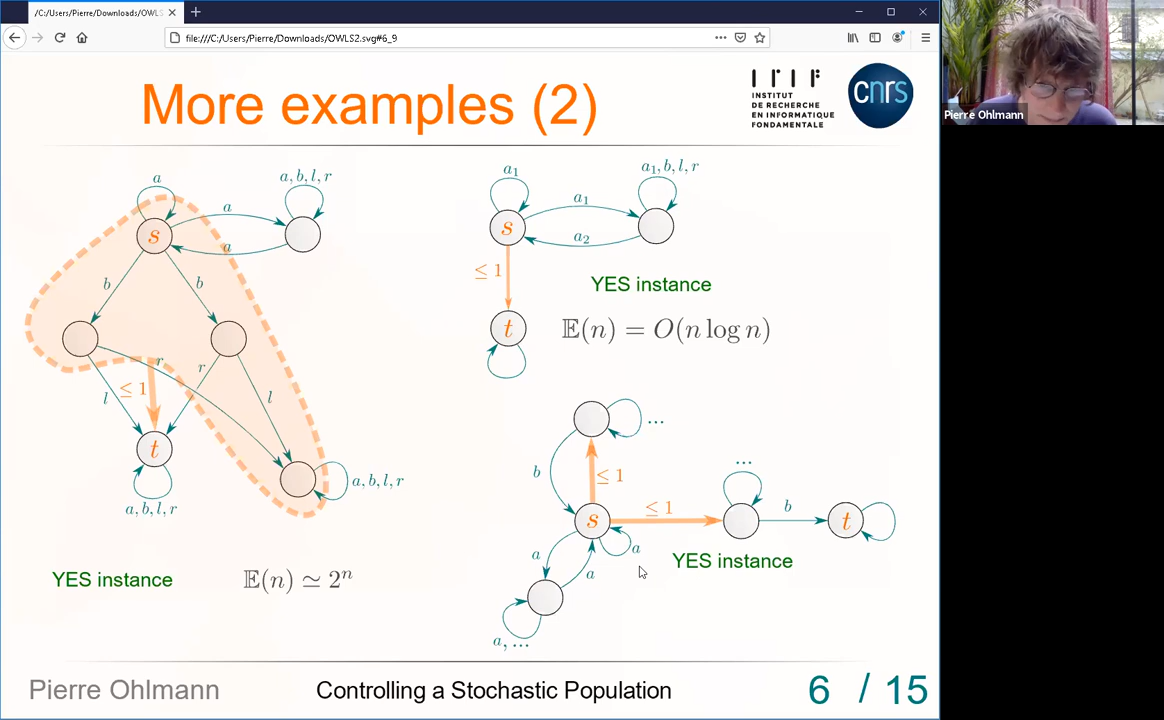 /C:/Users/Pierre/Downloads/OWLS
file:///C:/Users/Pierre/Downloads/OWLS2.svg#6_9
More examples (2)
INSTITUT
DE RECHERCHE
EN INFORMATIQUE
FONDAMENTALE
cnrs
Pierre Ohlmann
a
a, b, l, r
a
s
a
b
b
r
r
≤ 1
l
l
t
a, b, l, r
a, b, l, r
YES instance
𝔼(n) ≃ 2ⁿ
a₁
a₁, b, l, r
a₁
s
a₂
≤ 1
YES instance
t
𝔼(n) = O(n log n)
...
b
≤ 1
...
≤ 1
b
s
t
a
a
a
YES instance
a, ...
Pierre Ohlmann
Controlling a Stochastic Population
6 / 15